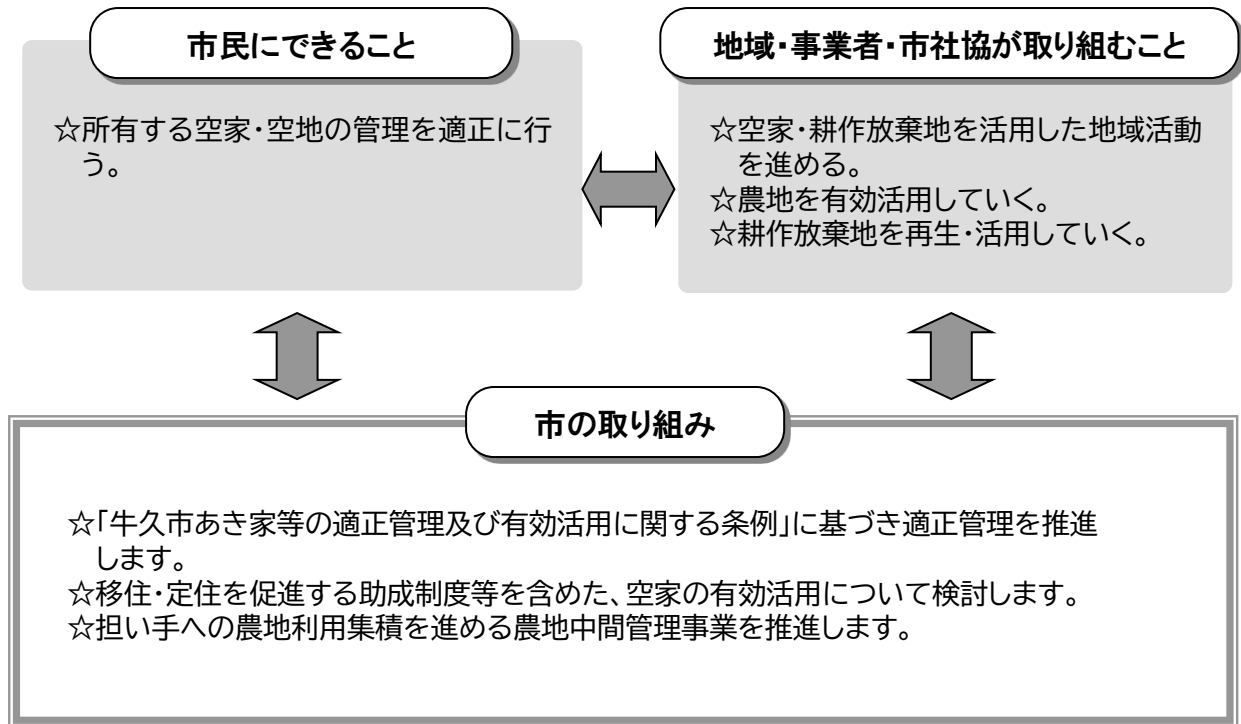 市民にできること
☆所有する空家・空地の管理を適正に行
う。
地域・事業者・市社協が取り組むこと
☆空家・耕作放棄地を活用した地域活動
を進める。
☆農地を有効活用していく。
☆耕作放棄地を再生・活用していく。
市の取り組み
☆「牛久市あき家等の適正管理及び有効活用に関する条例」に基づき適正管理を推進
します。
☆移住・定住を促進する助成制度等を含めた、空家の有効活用について検討します。
☆担い手への農地利用集積を進める農地中間管理事業を推進します。